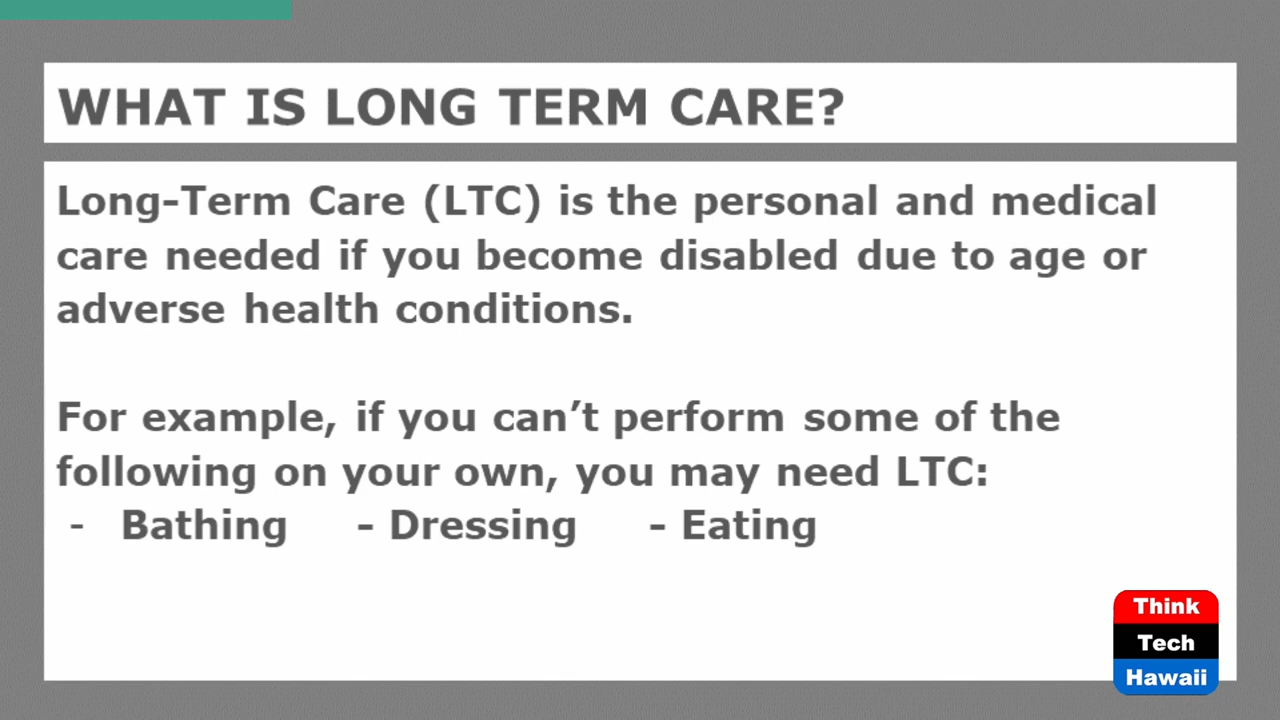 WHAT IS LONG TERM CARE?
Long-Term Care (LTC) is the personal and medical
care needed if you become disabled due to age or
adverse health conditions.
For example, if you can’t perform some of the
following on your own, you may need LTC:
- Bathing - Dressing - Eating
Think
Tech
Hawaii